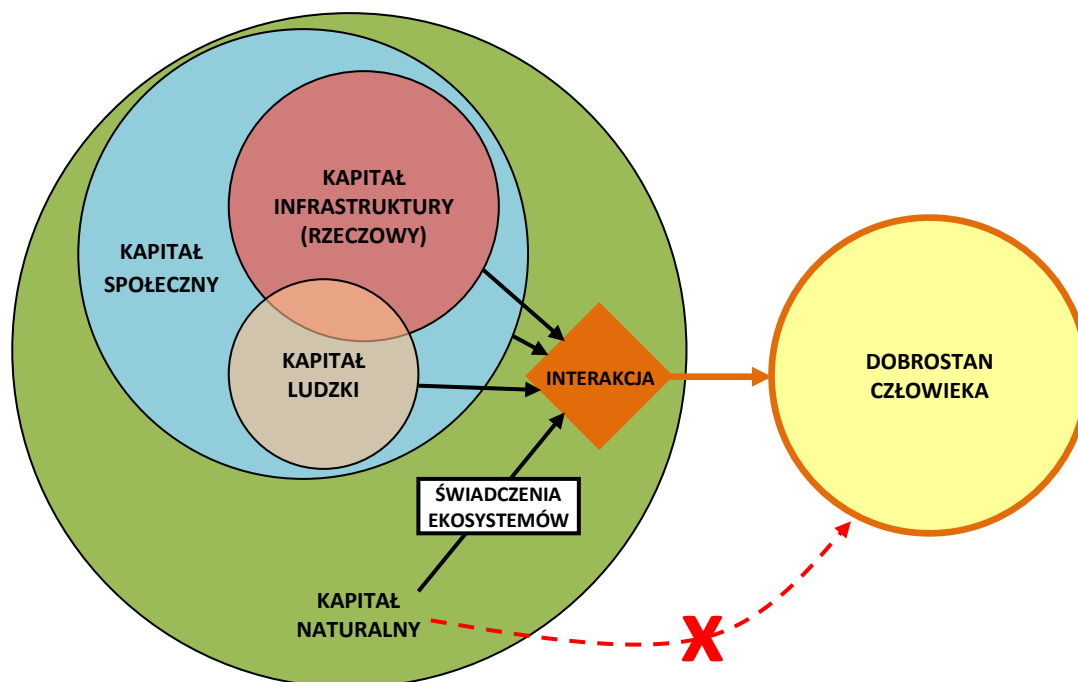 KAPITAŁ
INFRASTRUKTURY
(RZECZOWY)
KAPITAŁ
SPOŁECZNY
KAPITAŁ
LUDZKI
INTERAKCJA
DOBROSTAN
CZŁOWIEKA
ŚWIADCZENIA
EKOSYSTEMÓW
KAPITAŁ
NATURALNY
X